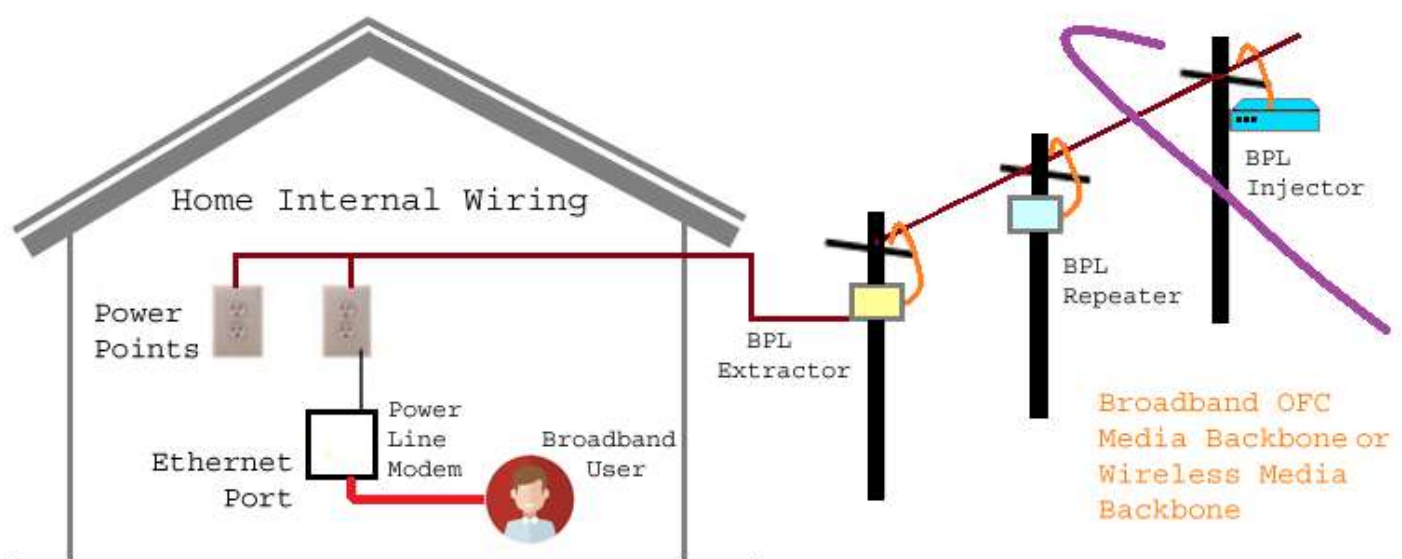 Home Internal Wiring
Power
Points
Ethernet
Port
Power
Line
Modem
Broadband
User
BPL
Extractor
BPL
Repeater
BPL
Injector
Broadband OFC
Media Backbone or
Wireless Media
Backbone